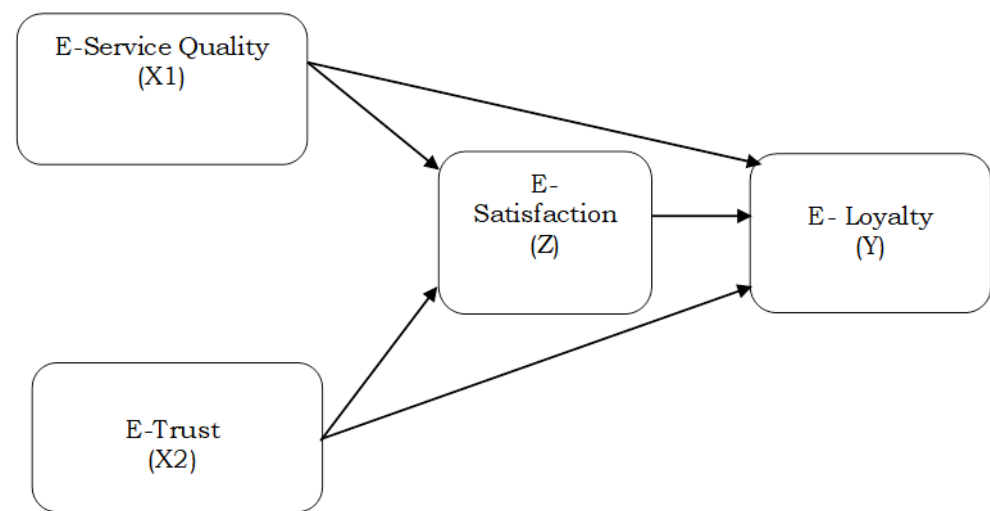 E-Service Quality
(X1)
E-
Satisfaction
(Z)
E- Loyalty
(Y)
E-Trust
(X2)